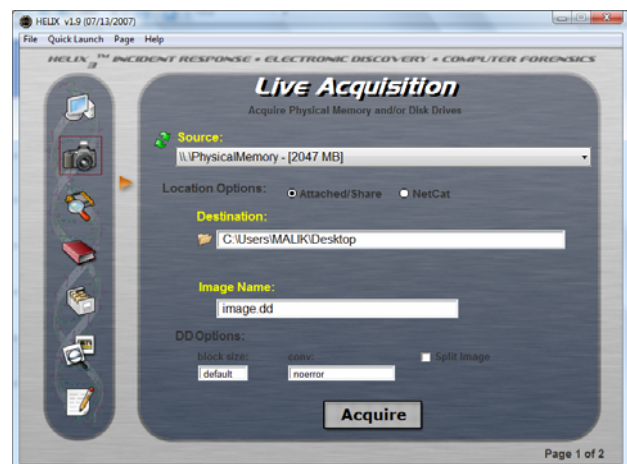 HELIX v1.9 (07/13/2007)
File Quick Launch Page Help
HELIX3™ INCIDENT RESPONSE • ELECTRONIC DISCOVERY • COMPUTER FORENSICS
Live Acquisition
Acquire Physical Memory and/or Disk Drives
Source:
\\.\PhysicalMemory - [2047 MB]
Location Options: Attached/Share NetCat
Destination:
C:\Users\MALIK\Desktop
Image Name:
image.dd
DD Options:
block size: conv: Split Image
default noerror
Acquire
Page 1 of 2